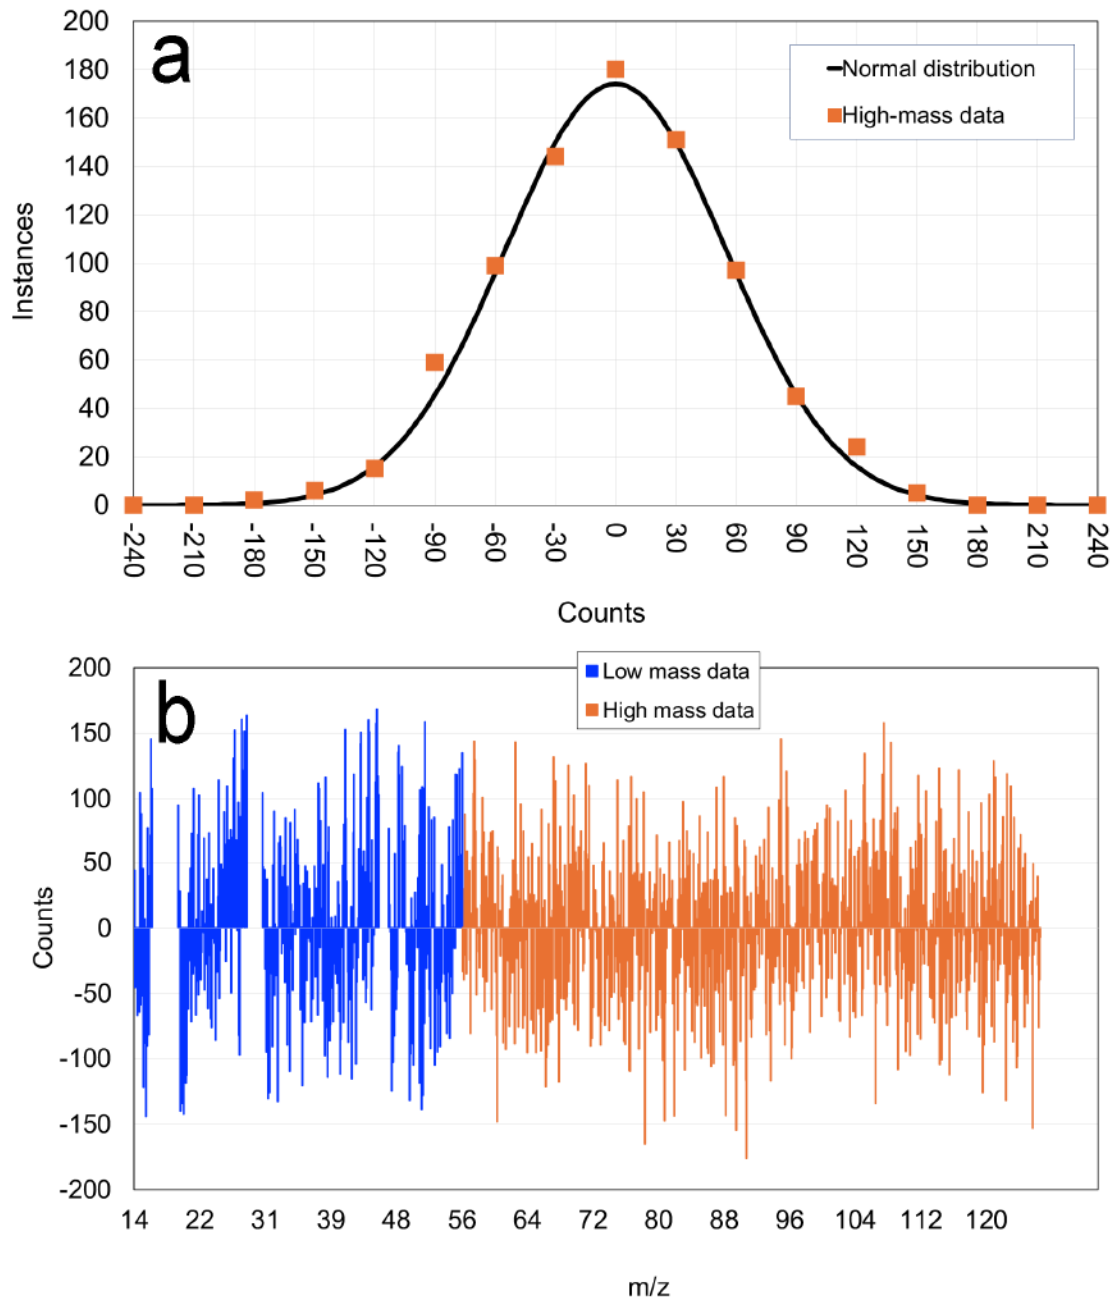 a
200
180
160
140
120
100
80
60
40
20
0
Instances
Normal distribution
High-mass data
-240 -210 -180 -150 -120 -90 -60 -30 0 30 60 90 120 150 180 210 240
Counts
b
Low mass data
High mass data
200
150
100
50
0
-50
-100
-150
-200
Counts
14 22 31 39 48 56 64 72 80 88 96 104 112 120
m/z